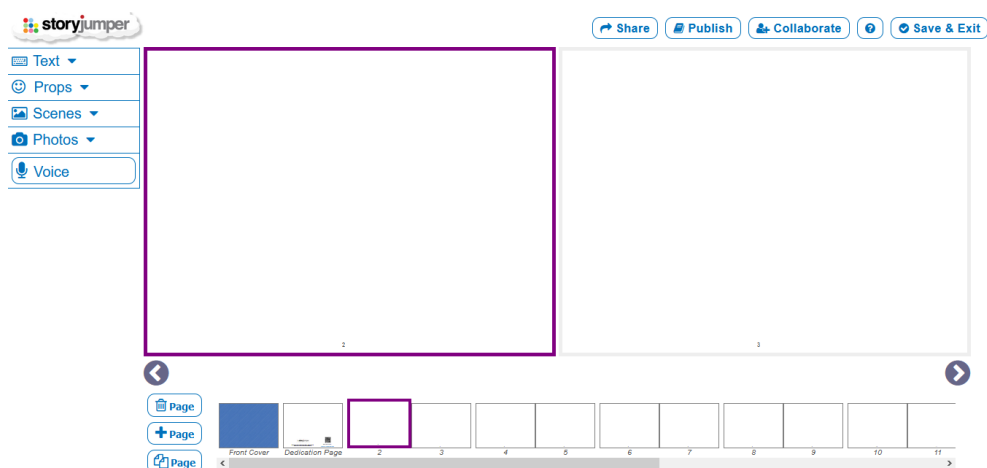 storyjumper
Share
Publish
Collaborate
?
Save & Exit
Text
Props
Scenes
Photos
Voice
2
3
Page
Page
Page
Front Cover
Dedication Page
2
3
4
5
6
7
8
9
10
11